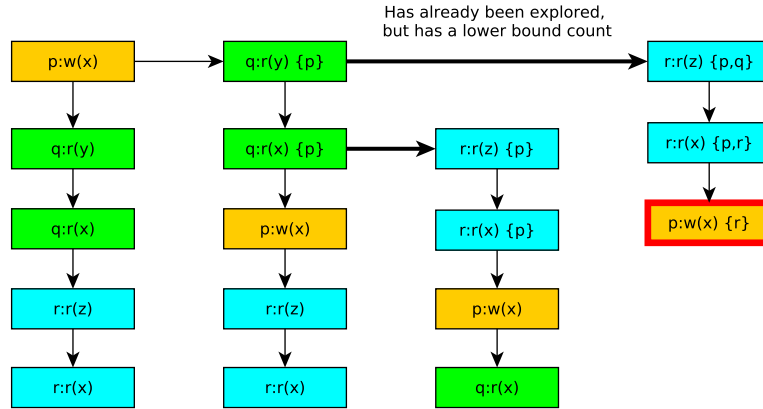 Has already been explored,
but has a lower bound count
p:w(x)
q:r(y) {p}
r:r(z) {p,q}
q:r(y)
q:r(x) {p}
r:r(z) {p}
r:r(x) {p,r}
q:r(x)
p:w(x)
r:r(x) {p}
p:w(x) {r}
r:r(z)
r:r(z)
p:w(x)
r:r(x)
r:r(x)
q:r(x)